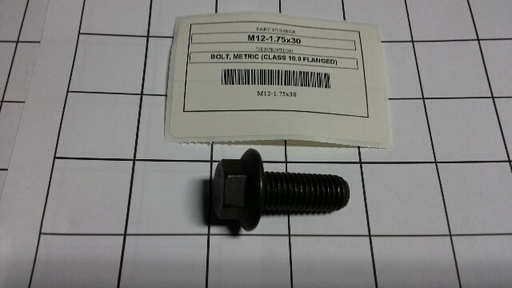 PART NUMBER
M12-1.75x30
DESCRIPTION
BOLT, METRIC (CLASS 10.9 FLANGED)
M12-1.75x30